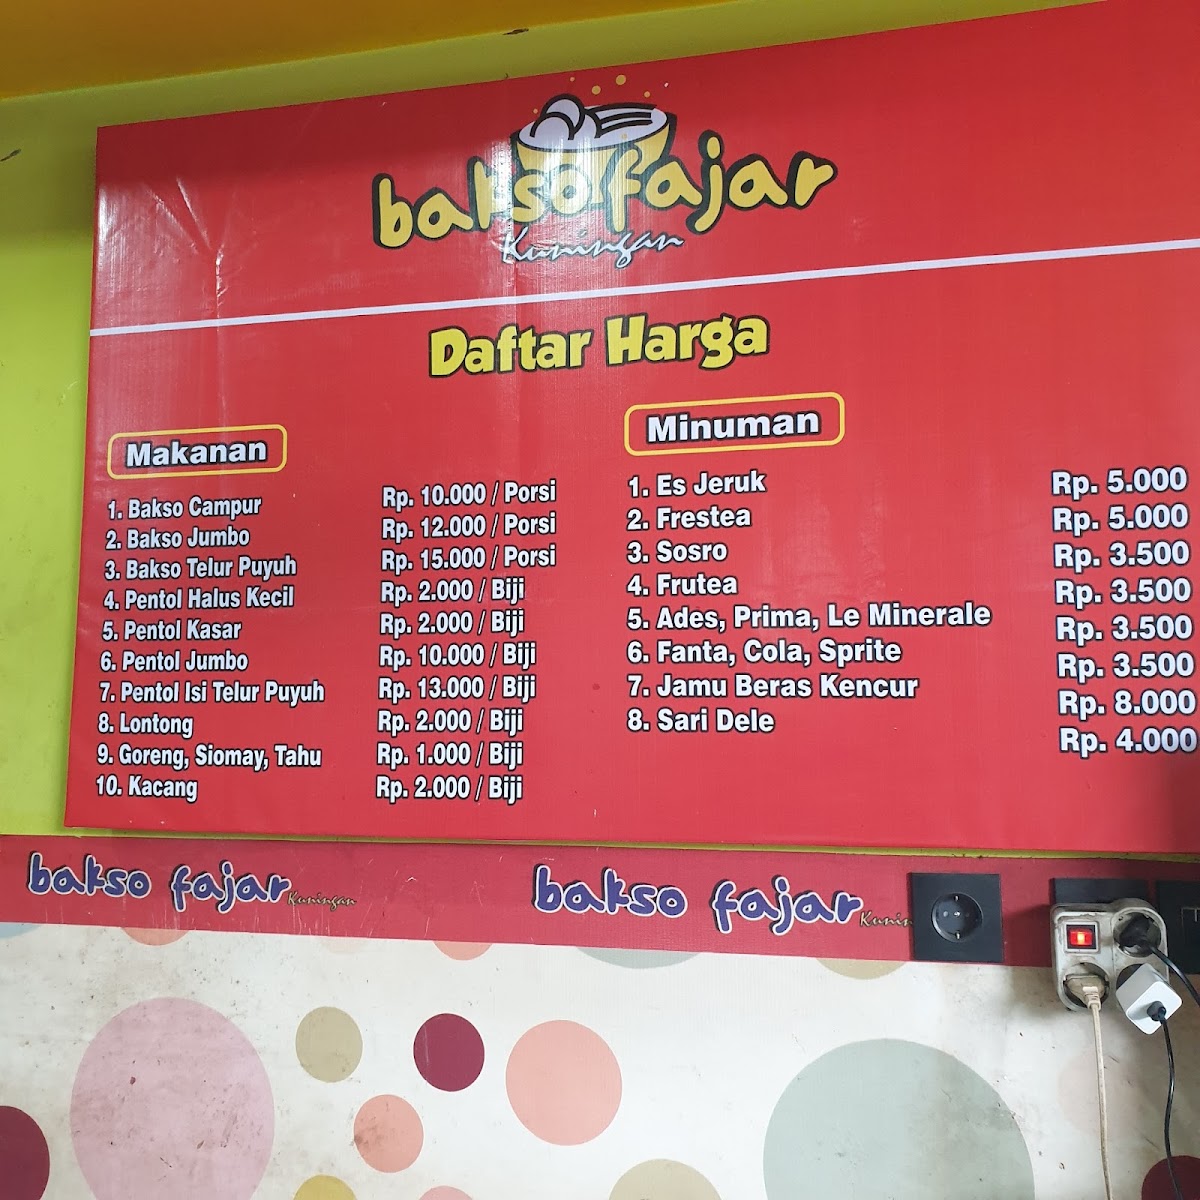 bakso fajar
Kuningan
Daftar Harga
Makanan
1. Bakso Campur Rp. 10.000 / Porsi
2. Bakso Jumbo Rp. 12.000 / Porsi
3. Bakso Telur Puyuh Rp. 15.000 / Porsi
4. Pentol Halus Kecil Rp. 2.000 / Biji
5. Pentol Kasar Rp. 2.000 / Biji
6. Pentol Jumbo Rp. 10.000 / Biji
7. Pentol Isi Telur Puyuh Rp. 13.000 / Biji
8. Lontong Rp. 2.000 / Biji
9. Goreng, Siomay, Tahu Rp. 1.000 / Biji
10. Kacang Rp. 2.000 / Biji
Minuman
1. Es Jeruk Rp. 5.000
2. Frestea Rp. 5.000
3. Sosro Rp. 3.500
4. Frutea Rp. 3.500
5. Ades, Prima, Le Minerale Rp. 3.500
6. Fanta, Cola, Sprite Rp. 3.500
7. Jamu Beras Kencur Rp. 8.000
8. Sari Dele Rp. 4.000
bakso fajar Kuningan bakso fajar Kunin